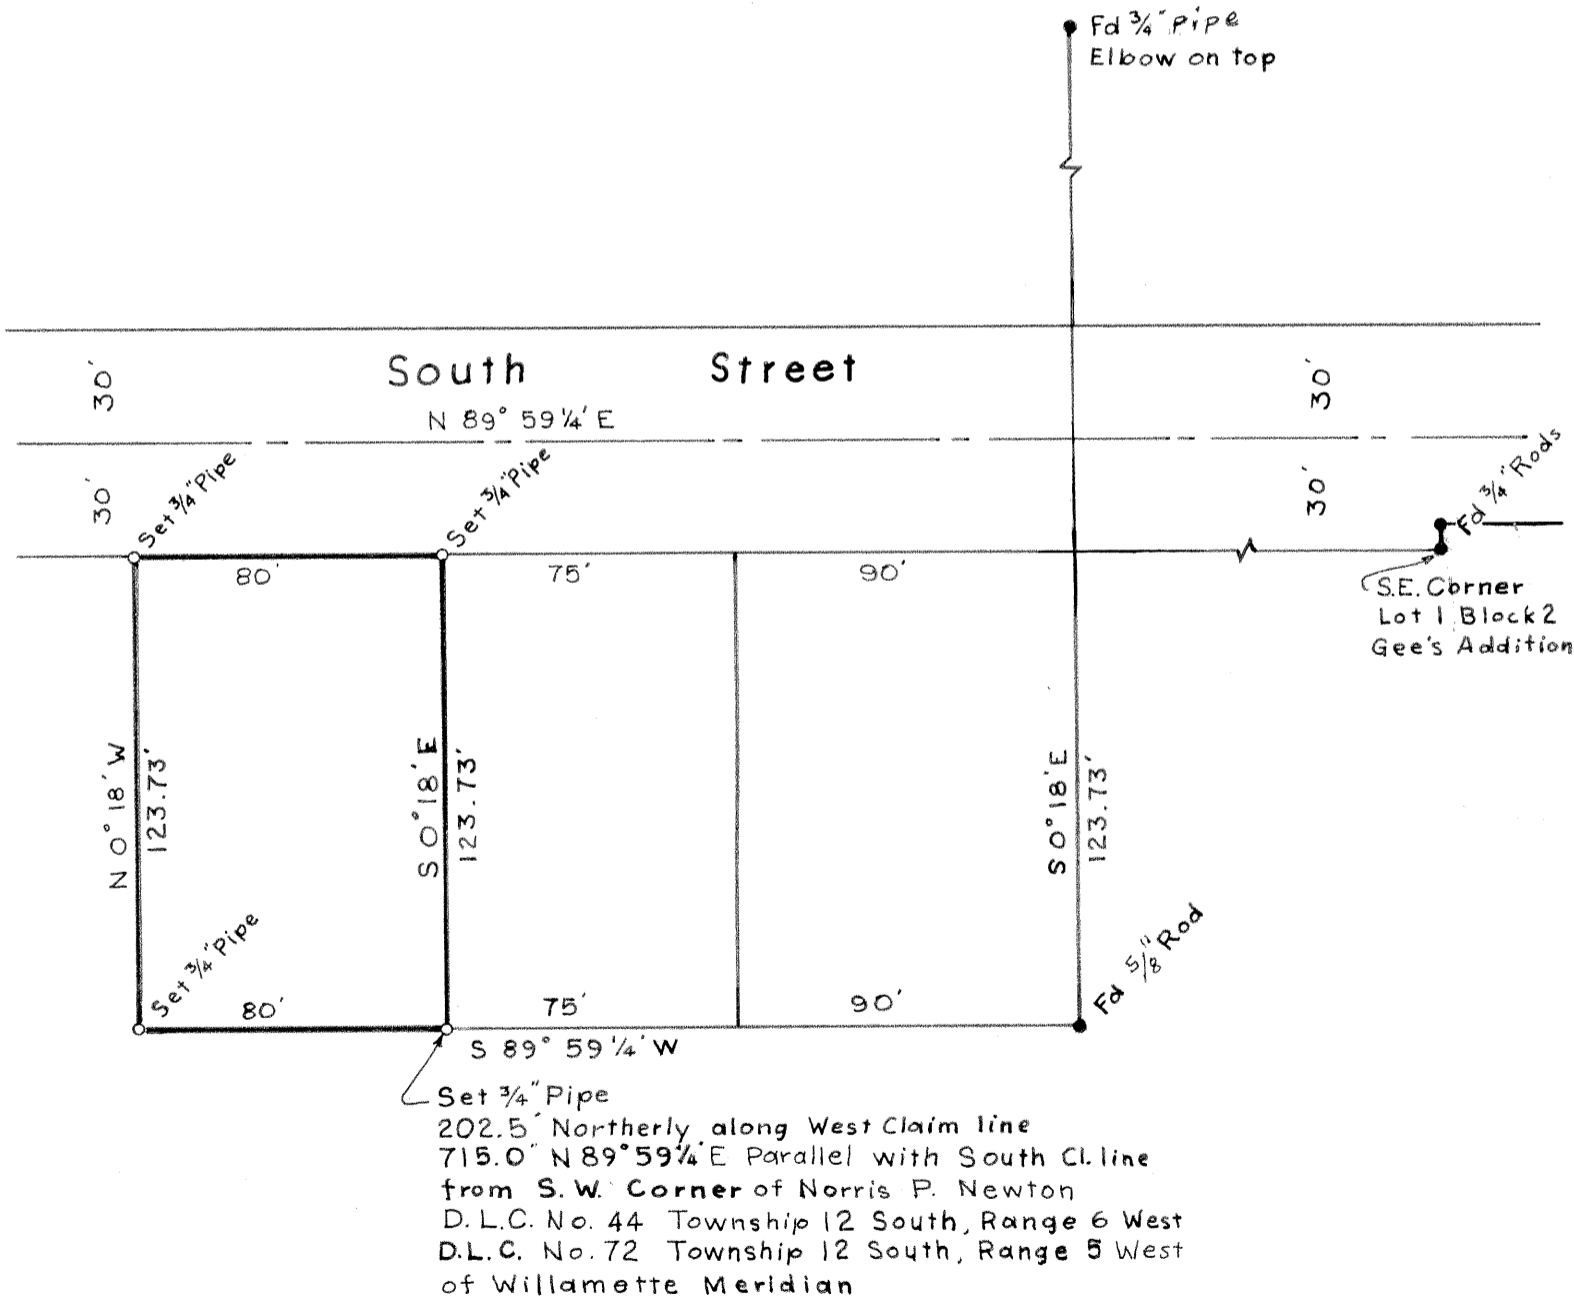 Fd 3/4" Pipe
Elbow on top
South Street
30'
30'
N 89° 59 1/4' E
30'
30'
Set 3/4" Pipe
Set 3/4" Pipe
Fd 3/4" Rods
80'
75'
90'
S.E. Corner
Lot 1 Block 2
Gee's Addition
N 0° 18' W
123.73'
S 0° 18' E
123.73'
S 0° 18' E
123.73'
Set 3/4" Pipe
Fd 5/8" Rod
80'
75'
90'
S 89° 59 1/4' W
Set 3/4" Pipe
202.5' Northerly along West Claim line
715.0' N 89° 59 1/4' E Parallel with South Cl. line
from S.W. Corner of Norris P. Newton
D.L.C. No. 44 Township 12 South, Range 6 West
D.L.C. No. 72 Township 12 South, Range 5 West
of Willamette Meridian